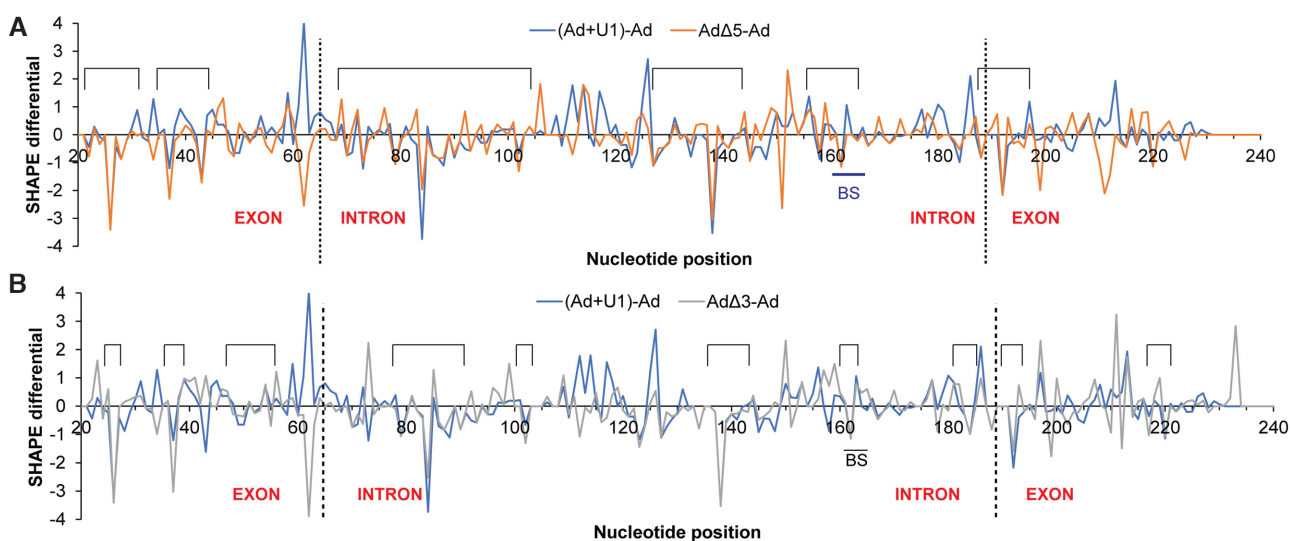 A
(Ad+U1)-Ad AdΔ5-Ad
SHAPE differential
4
3
2
1
0
-1
-2
-3
-4
20 40 60 80 100 120 140 160 180 200 220 240
BS
EXON INTRON INTRON EXON
Nucleotide position
B
(Ad+U1)-Ad AdΔ3-Ad
SHAPE differential
4
3
2
1
0
-1
-2
-3
-4
20 40 60 80 100 120 140 160 180 200 220 240
BS
EXON INTRON INTRON EXON
Nucleotide position